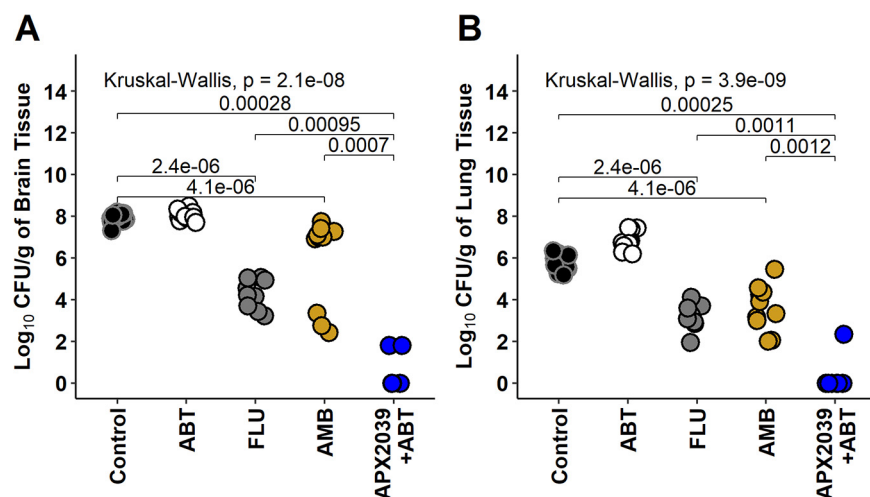 A
Log10 CFU/g of Brain Tissue
14
12
10
8
6
4
2
0
Kruskal-Wallis, p = 2.1e-08
0.00028
0.00095
0.0007
2.4e-06
4.1e-06
Control
ABT
FLU
AMB
APX2039
+ABT
B
Log10 CFU/g of Lung Tissue
14
12
10
8
6
4
2
0
Kruskal-Wallis, p = 3.9e-09
0.00025
0.0011
0.0012
2.4e-06
4.1e-06
Control
ABT
FLU
AMB
APX2039
+ABT